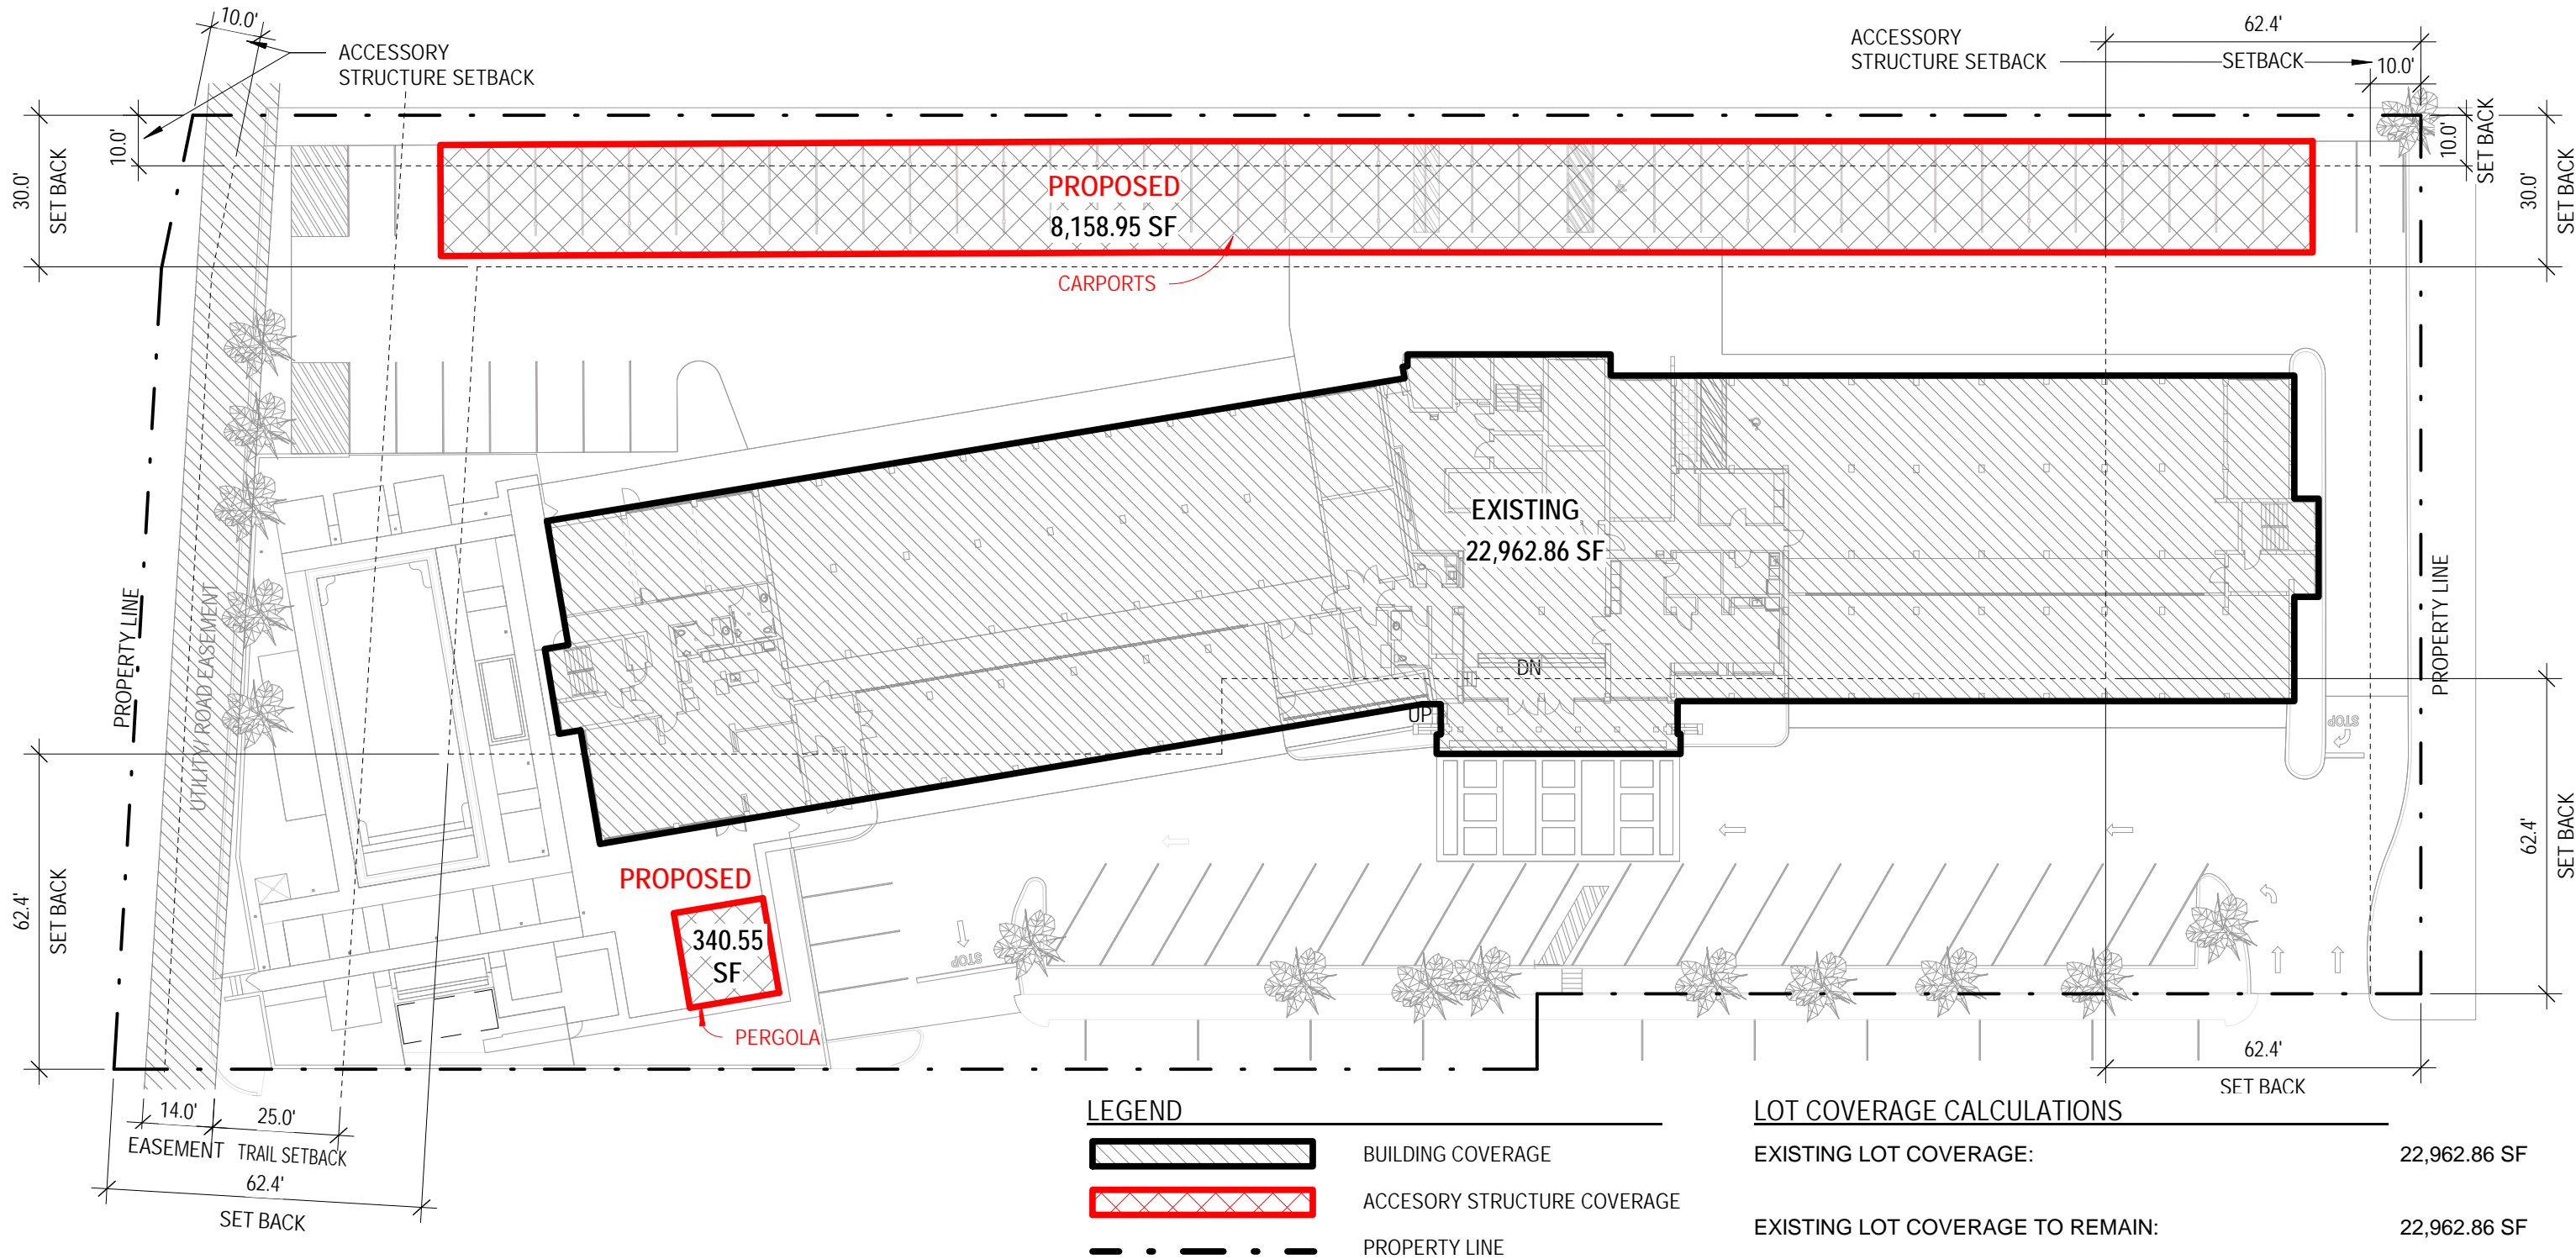 10.0'
ACCESSORY
STRUCTURE SETBACK
ACCESSORY
STRUCTURE SETBACK
62.4'
SETBACK
10.0'
30.0'
SET BACK
10.0'
10.0'
SET BACK
30.0'
SET BACK
PROPOSED
8,158.95 SF
CARPORTS
EXISTING
22,962.86 SF
PROPERTY LINE
UTILITY/ ROAD EASEMENT
PROPERTY LINE
DN
UP
STOP
62.4'
SET BACK
62.4'
SET BACK
PROPOSED
340.55
SF
PERGOLA
STOP
62.4'
SET BACK
14.0'
25.0'
EASEMENT
TRAIL SETBACK
62.4'
SET BACK
LEGEND
BUILDING COVERAGE
ACCESORY STRUCTURE COVERAGE
PROPERTY LINE
LOT COVERAGE CALCULATIONS
EXISTING LOT COVERAGE: 22,962.86 SF
EXISTING LOT COVERAGE TO REMAIN: 22,962.86 SF